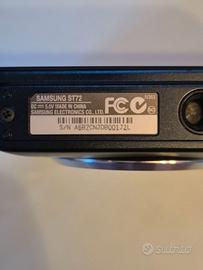 SAMSUNG ST72
DC 5.0V MADE IN CHINA
SAMSUNG ELECTRONICS CO., LTD.
FC
S/N
subito